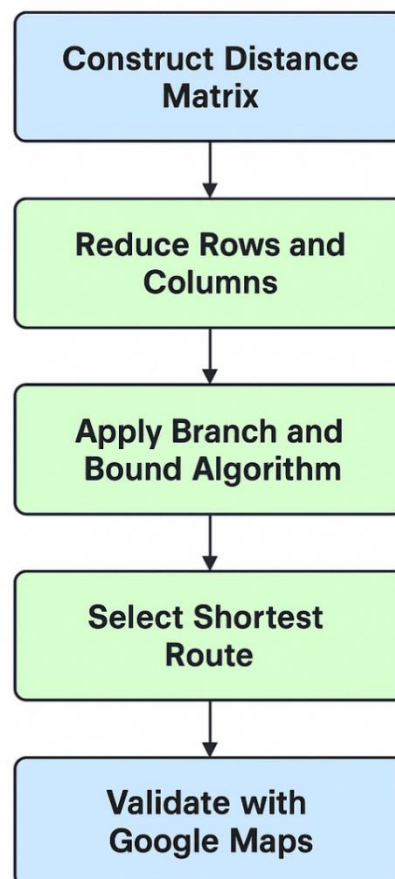 Construct Distance
Matrix
Reduce Rows and
Columns
Apply Branch and
Bound Algorithm
Select Shortest
Route
Validate with
Google Maps